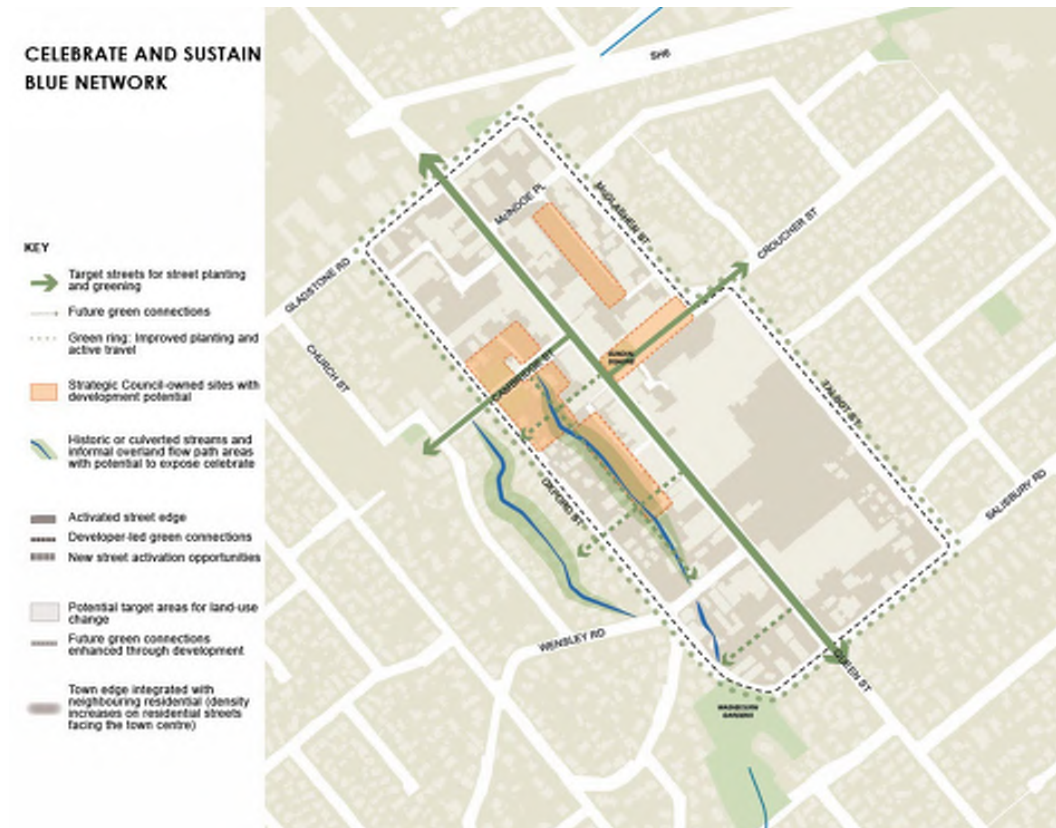 CELEBRATE AND SUSTAIN
BLUE NETWORK
KEY
Target streets for street planting
and greening
Future green connections
Green ring: Improved planting and
active travel
Strategic Council-owned sites with
development potential
Historic or culverted streams and
informal overland flow path areas
with potential to expose celebrate
Activated street edge
Developer-led green connections
New street activation opportunities
Potential target areas for land-use
change
Future green connections
enhanced through development
Town edge integrated with
neighbouring residential (density
increases on residential streets
facing the town centre)
SH6
McINDOE PL
McGLASHEN ST
CROUCHER ST
GLADSTONE RD
CHURCH ST
SUNDIAL
SQUARE
CAMBRIDGE ST
TALBOT ST
OXFORD ST
SALISBURY RD
WENSLEY RD
QUEEN ST
WASHBOURN
GARDENS